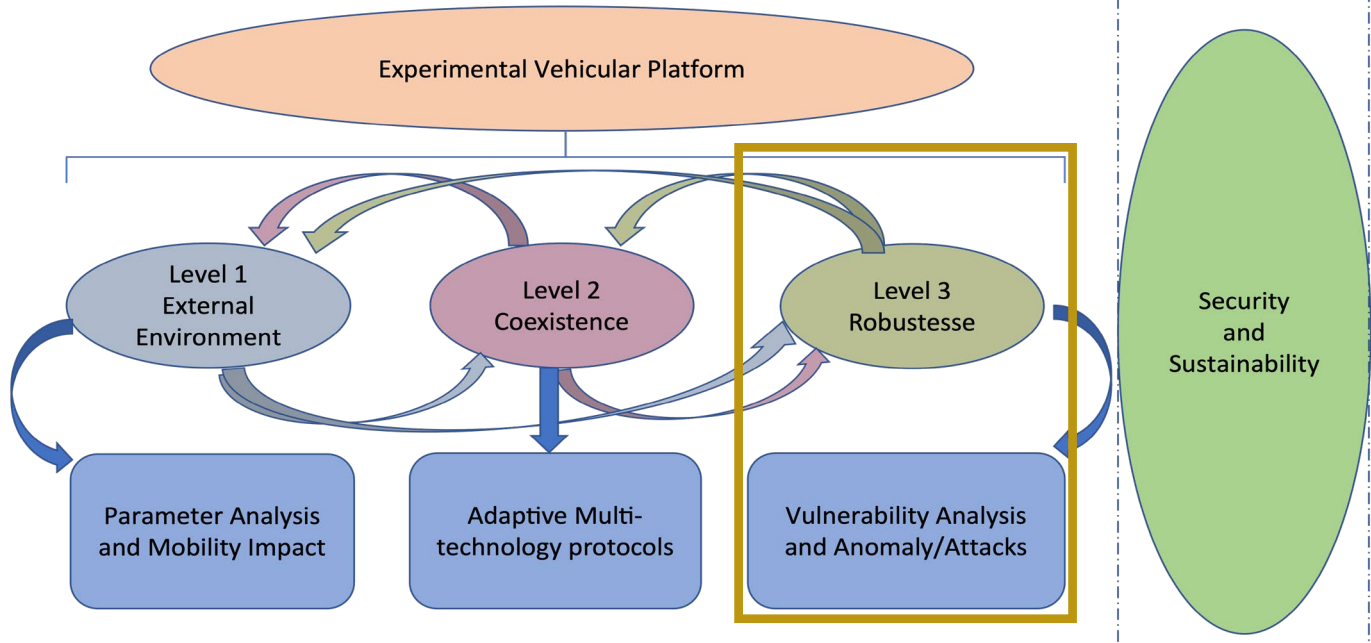 Experimental Vehicular Platform
Level 1
External
Environment
Level 2
Coexistence
Level 3
Robustesse
Security
and
Sustainability
Parameter Analysis
and Mobility Impact
Adaptive Multi-
technology protocols
Vulnerability Analysis
and Anomaly/Attacks